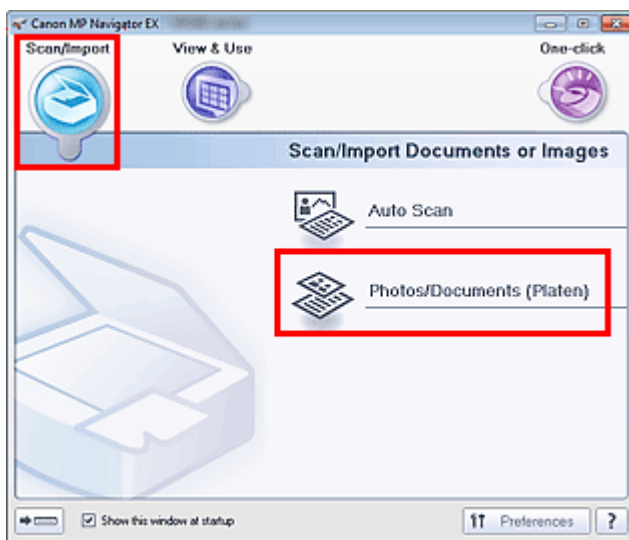 Canon MP Navigator EX
Scan/Import
View & Use
One-click
Scan/Import Documents or Images
Auto Scan
Photos/Documents (Platen)
Show this window at startup
Preferences
?